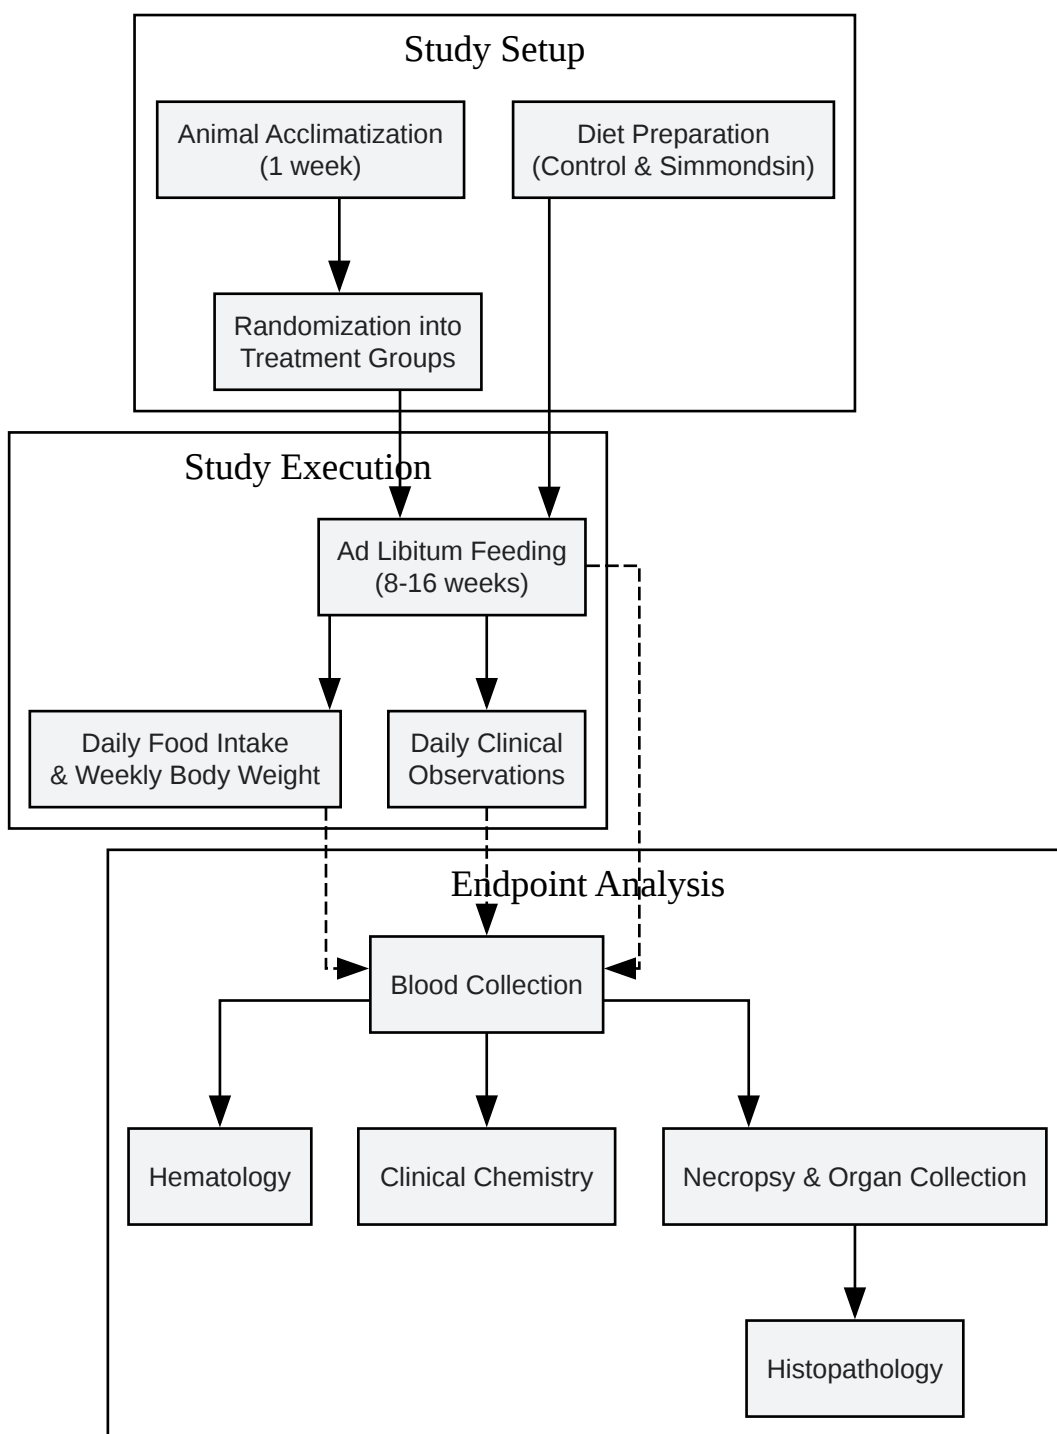 Study Setup
Animal Acclimatization
(1 week)
Diet Preparation
(Control & Simmondsin)
Randomization into
Treatment Groups
Study Execution
Ad Libitum Feeding
(8-16 weeks)
Daily Food Intake
& Weekly Body Weight
Daily Clinical
Observations
Endpoint Analysis
Blood Collection
Hematology
Clinical Chemistry
Necropsy & Organ Collection
Histopathology